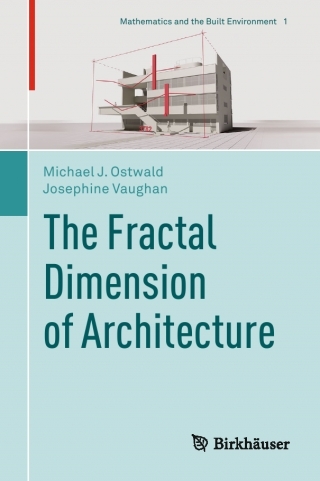 Mathematics and the Built Environment 1
Michael J. Ostwald
Josephine Vaughan
The Fractal
Dimension
of Architecture
Birkhäuser